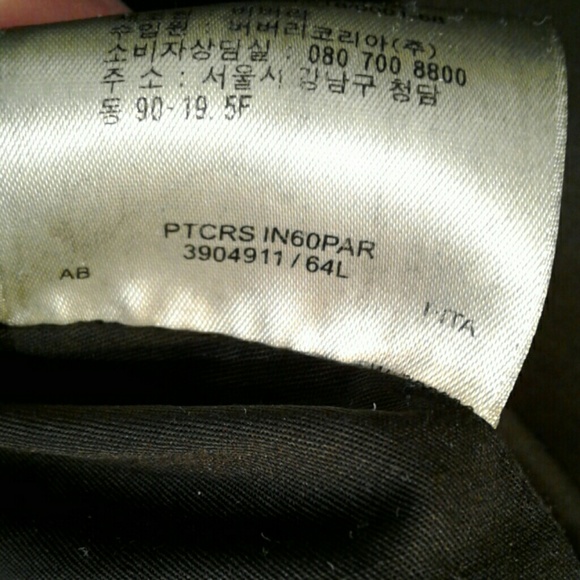 수입원 : 버버리코리아(주)
소비자상담실 : 080 700 8800
주 소 : 서울시 강남구 청담
동 90-19. 5F
PTCRS IN60PAR
3904911 / 64L
AB